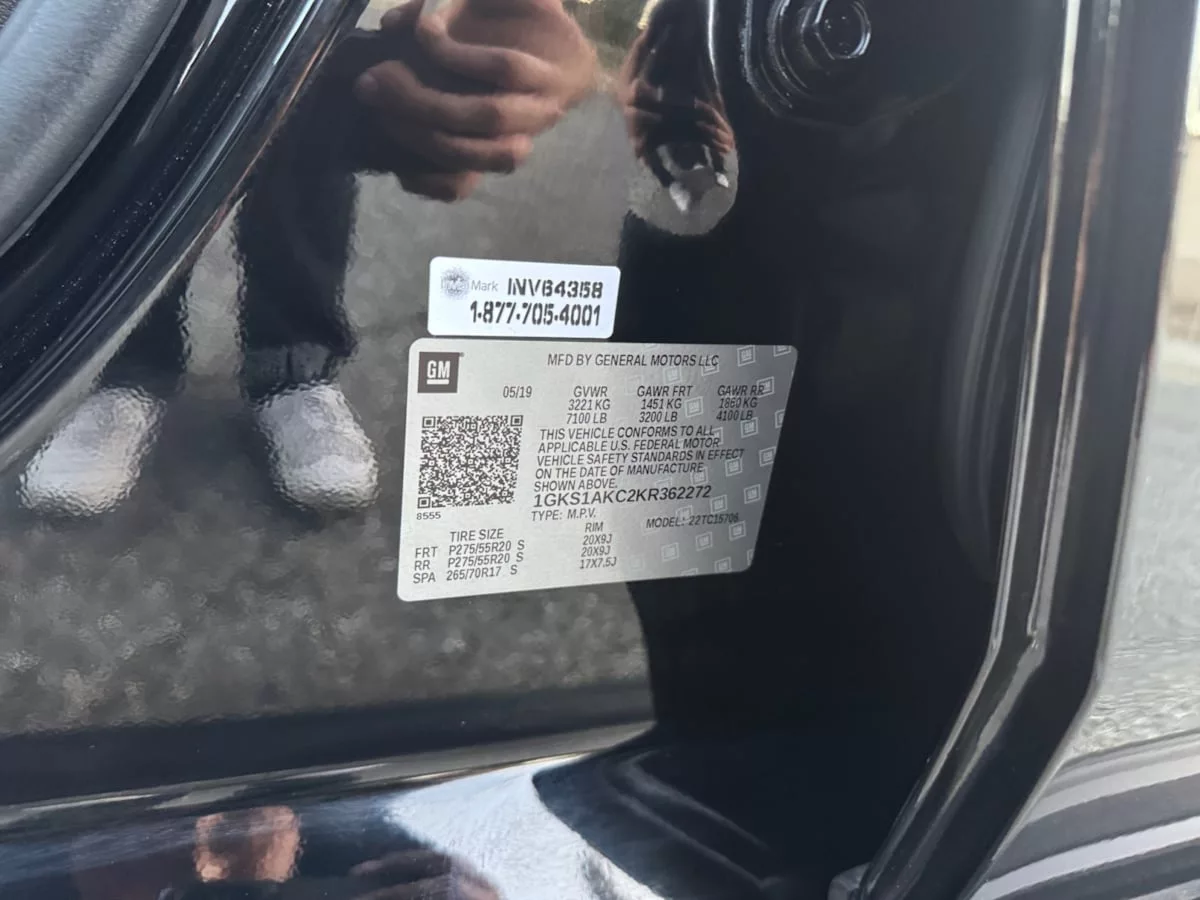 Mark INV64358
1-877-705-4001
GM
MFD BY GENERAL MOTORS LLC
05/19 GVWR GAWR FRT GAWR RR
3221 KG 1451 KG 1860 KG
7100 LB 3200 LB 4100 LB
THIS VEHICLE CONFORMS TO ALL
APPLICABLE U.S. FEDERAL MOTOR
VEHICLE SAFETY STANDARDS IN EFFECT
ON THE DATE OF MANUFACTURE
SHOWN ABOVE.
1GKS1AKC2KR362272
8555
TYPE: M.P.V. MODEL: 22TC15706
TIRE SIZE RIM
FRT P275/55R20 S 20X9J
RR P275/55R20 S 20X9J
SPA 265/70R17 S 17X7.5J